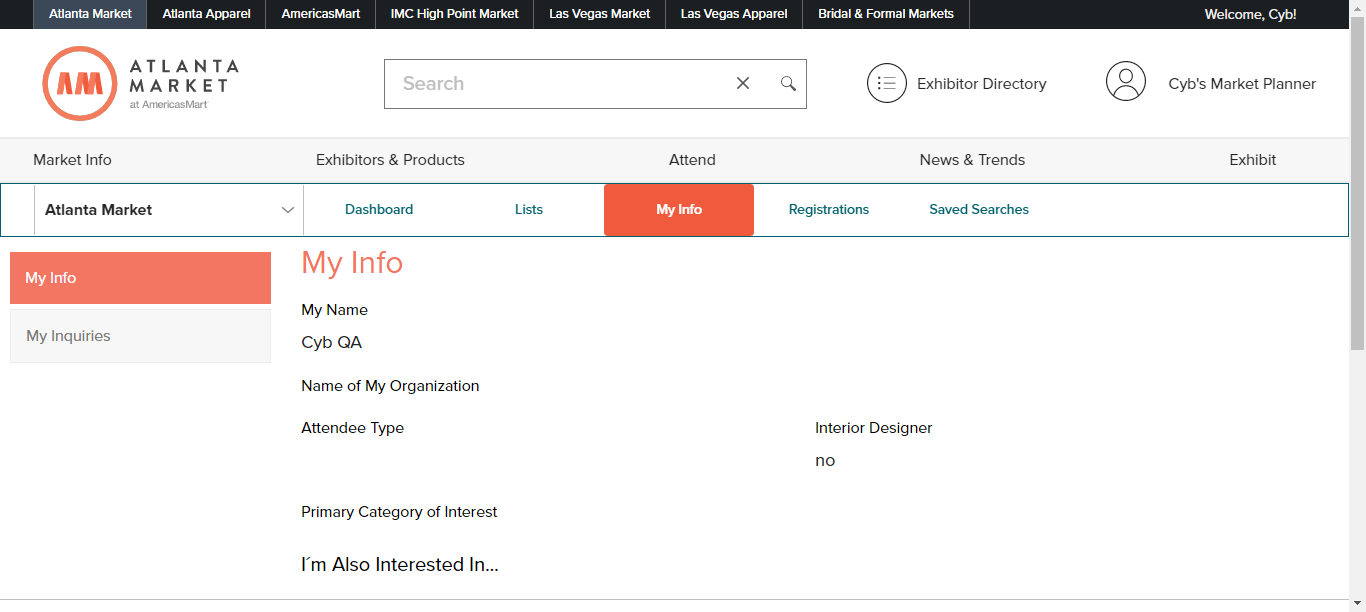 Atlanta Market Atlanta Apparel AmericasMart IMC High Point Market Las Vegas Market Las Vegas Apparel Bridal & Formal Markets Welcome, Cyb!
AM ATLANTA
MARKET
at AmericasMart
Search Exhibitor Directory Cyb's Market Planner
Market Info Exhibitors & Products Attend News & Trends Exhibit
Atlanta Market Dashboard Lists My Info Registrations Saved Searches
My Info
My Inquiries
My Info
My Name
Cyb QA
Name of My Organization
Attendee Type Interior Designer
no
Primary Category of Interest
I´m Also Interested In...